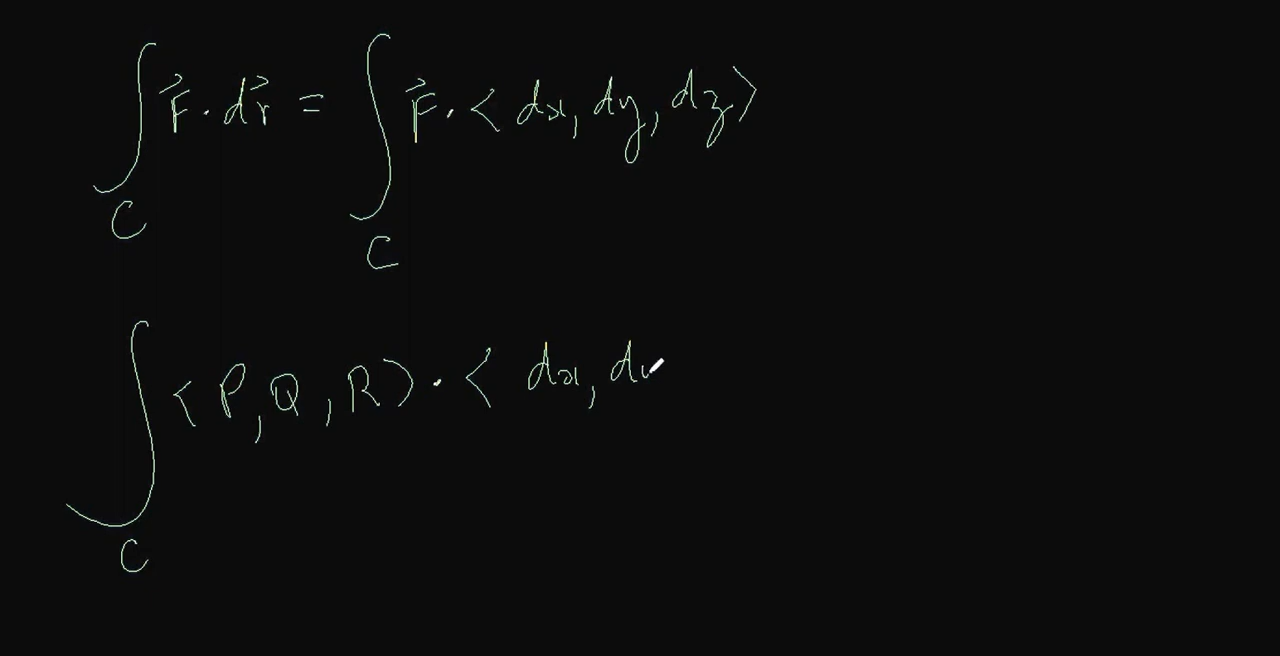 ∫_C F⃗ · dr⃗ = ∫_C F⃗ · < dx, dy, dz >
∫_C < P, Q, R > · < dx, d